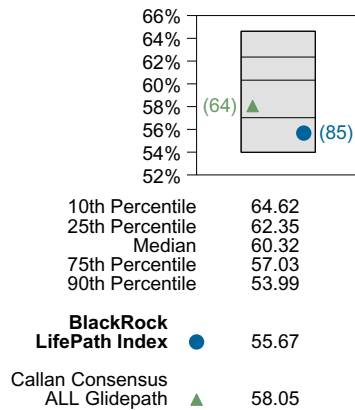 66%
64%
62%
60%
58%
56%
54%
52%
(64)
(85)
10th Percentile 64.62
25th Percentile 62.35
Median 60.32
75th Percentile 57.03
90th Percentile 53.99
BlackRock
LifePath Index 55.67
Callan Consensus
ALL Glidepath 58.05